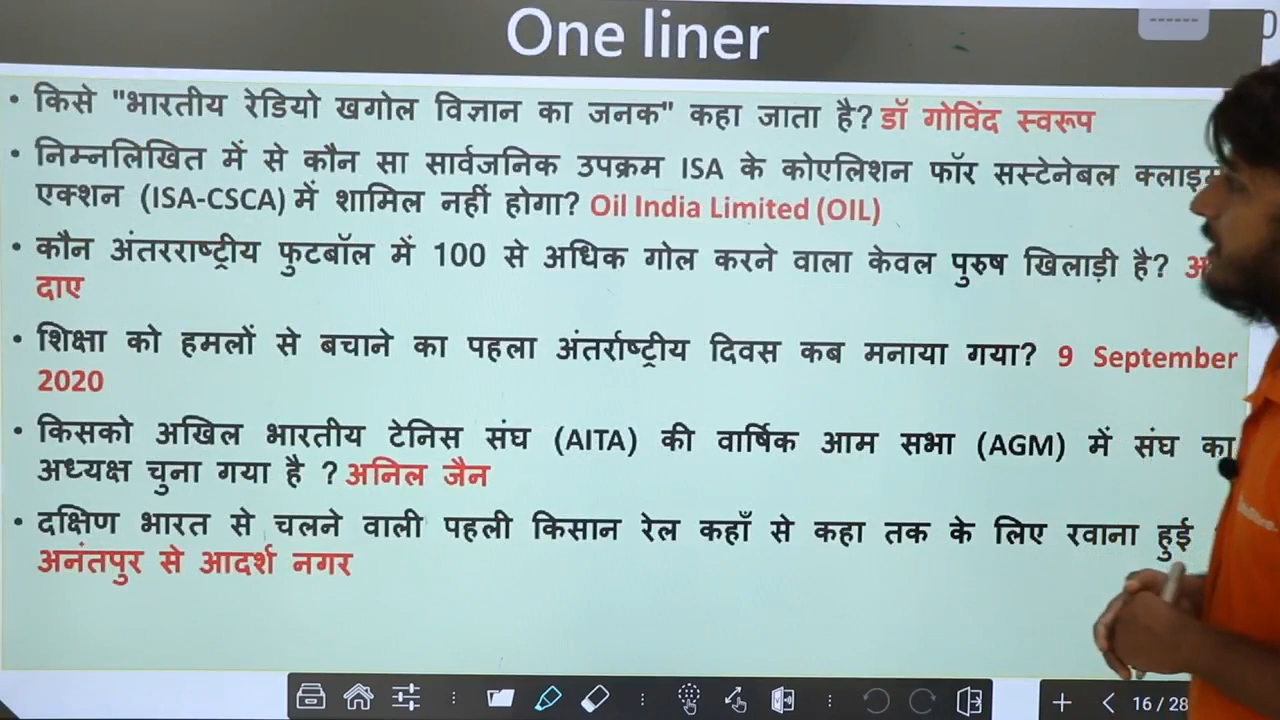 One liner
• किसे "भारतीय रेडियो खगोल विज्ञान का जनक" कहा जाता है? डॉ गोविंद स्वरूप
• निम्नलिखित में से कौन सा सार्वजनिक उपक्रम ISA के कोएलिशन फॉर सस्टेनेबल
एक्शन (ISA-CSCA) में शामिल नहीं होगा? Oil India Limited (OIL)
• कौन अंतरराष्ट्रीय फुटबॉल में 100 से अधिक गोल करने वाला केवल पुरुष खिलाड़ी है?
दाए
• शिक्षा को हमलों से बचाने का पहला अंतर्राष्ट्रीय दिवस कब मनाया गया? 9 September
2020
• किसको अखिल भारतीय टेनिस संघ (AITA) की वार्षिक आम सभा (AGM) में संघ का
अध्यक्ष चुना गया है ? अनिल जैन
• दक्षिण भारत से चलने वाली पहली किसान रेल कहाँ से कहा तक के लिए रवाना हुई
अनंतपुर से आदर्श नगर
16 / 28